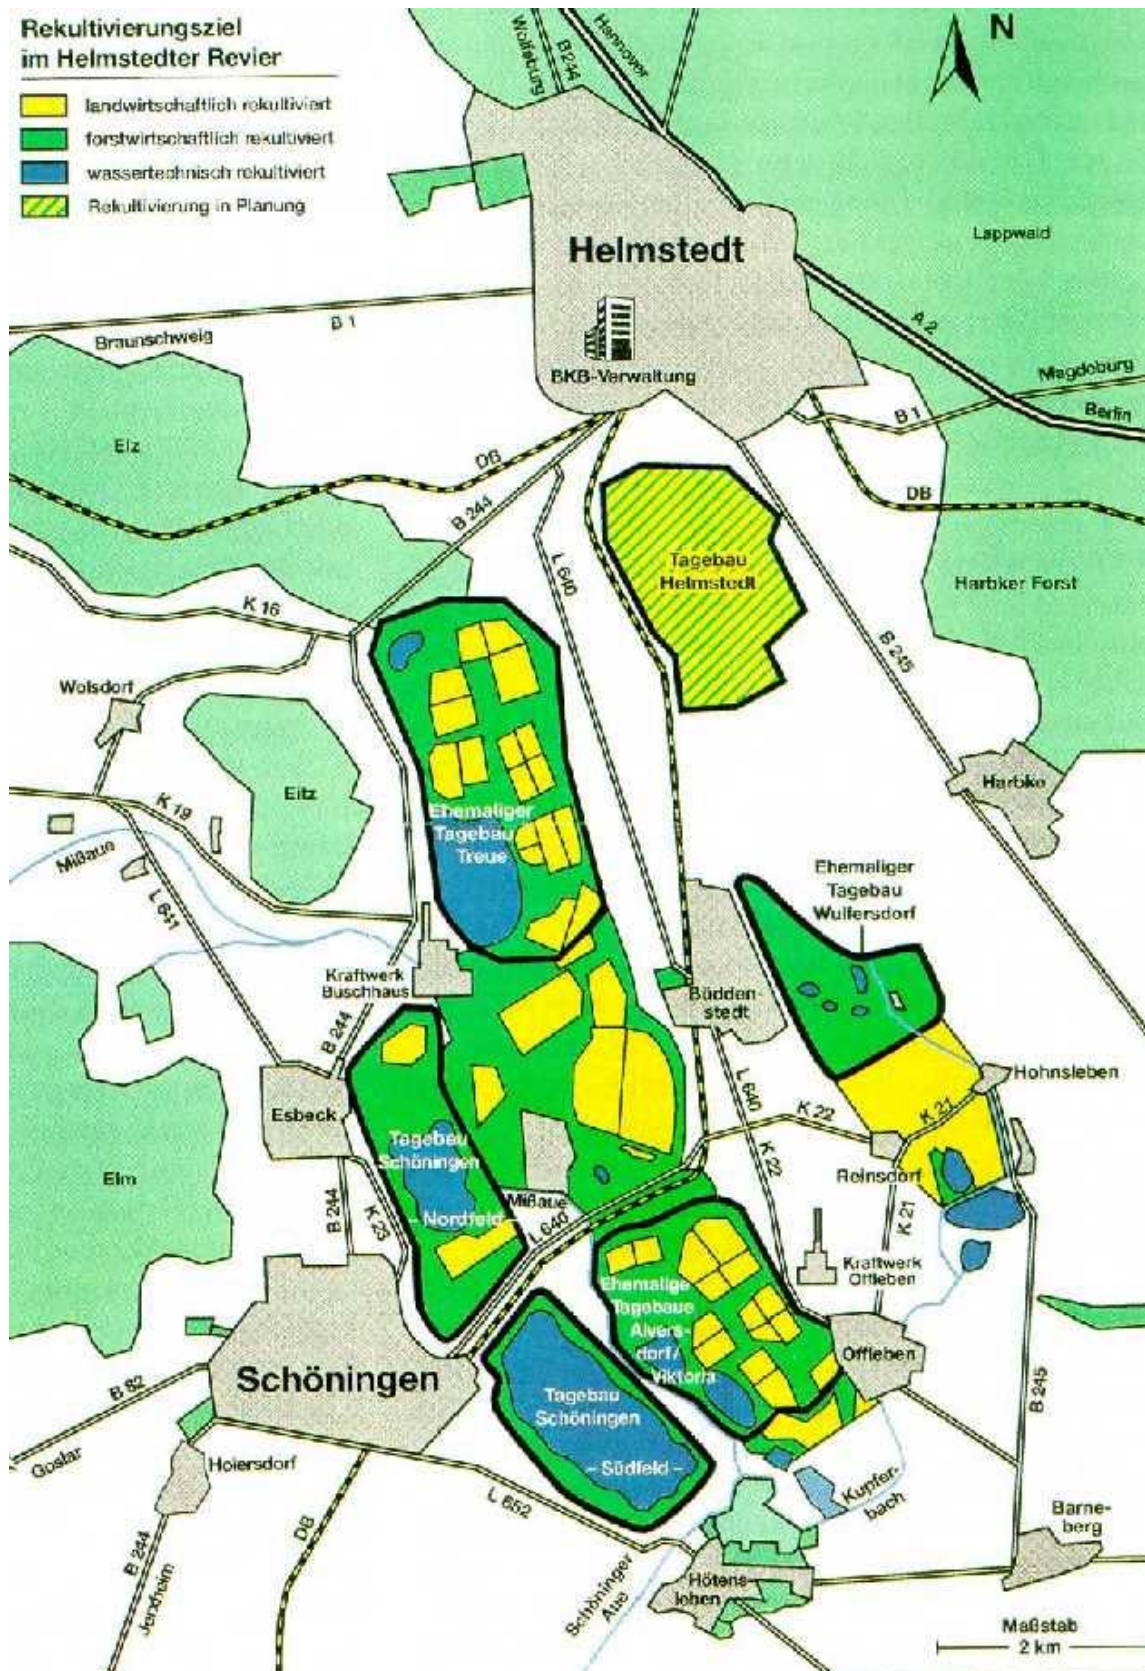 Rekultivierungsziel
im Helmstedter Revier
landwirtschaftlich rekultiviert
forstwirtschaftlich rekultiviert
wassertechnisch rekultiviert
Rekultivierung in Planung
Wolfsburg
B 244
Hannover
N
Lappwald
Helmstedt
BKB-Verwaltung
B 1
Braunschweig
A 2
Magdeburg
B 1
Berlin
Elz
DB
B 244
DB
L 640
Tagebau
Helmstedt
Harbker Forst
K 16
B 245
Wolsdorf
Eitz
Harbke
K 19
Mißaue
L 641
Ehemaliger
Tagebau
Treue
Ehemaliger
Tagebau
Wulfersdorf
Kraftwerk
Buschhaus
Bödden-
stedt
B 244
Hohnsleben
Esbeck
L 640
K 22
K 21
Elm
Tagebau
Schöningen
– Nordfeld –
K 22
Reinsdorf
Mißaue
B 244
K 23
L 640
K 21
Kraftwerk
Offleben
Ehemalige
Tagebaue
Alvers-
dorf/
Viktoria
Offleben
Schöningen
B 82
Tagebau
Schöningen
– Südfeld –
B 245
Goslar
Hoiersdorf
L 652
Kupfer-
bach
Barne-
berg
DB
B 244
Jerxheim
Schöninger
Aue
Hötens-
leben
Maßstab
2 km